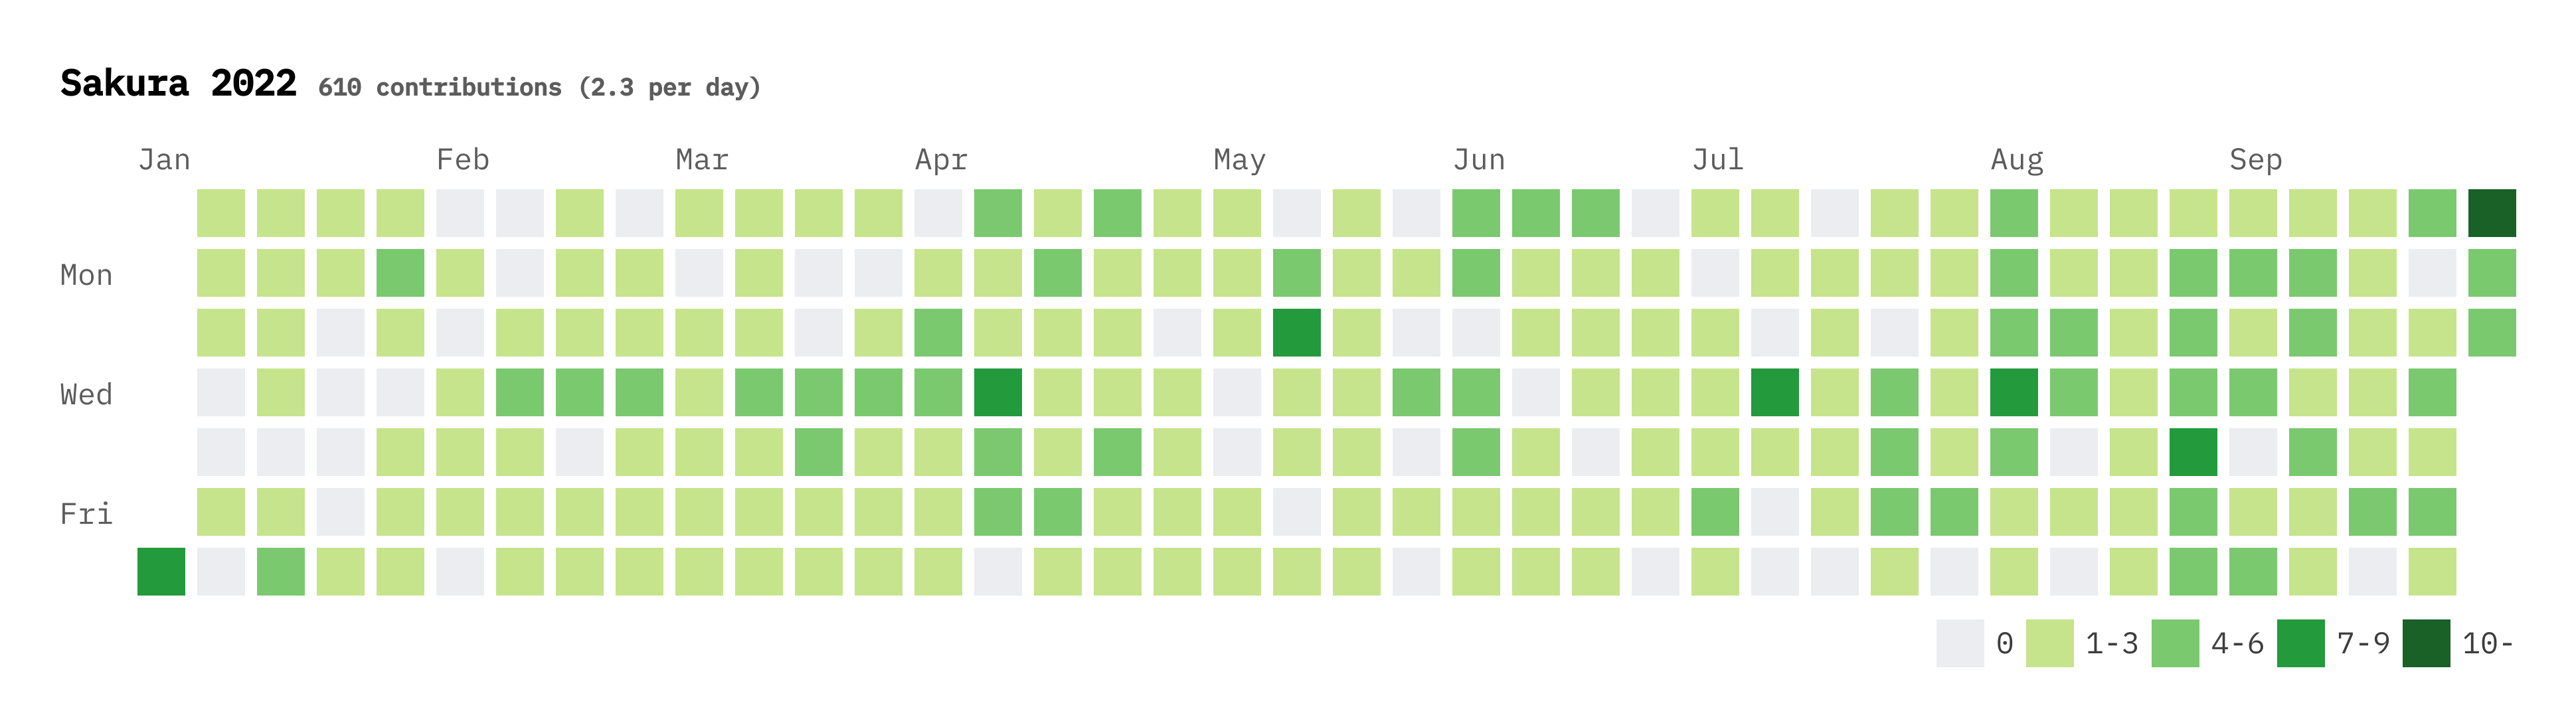 Sakura 2022 610 contributions (2.3 per day)
Jan Feb Mar Apr May Jun Jul Aug Sep
Mon
Wed
Fri
0 1-3 4-6 7-9 10-